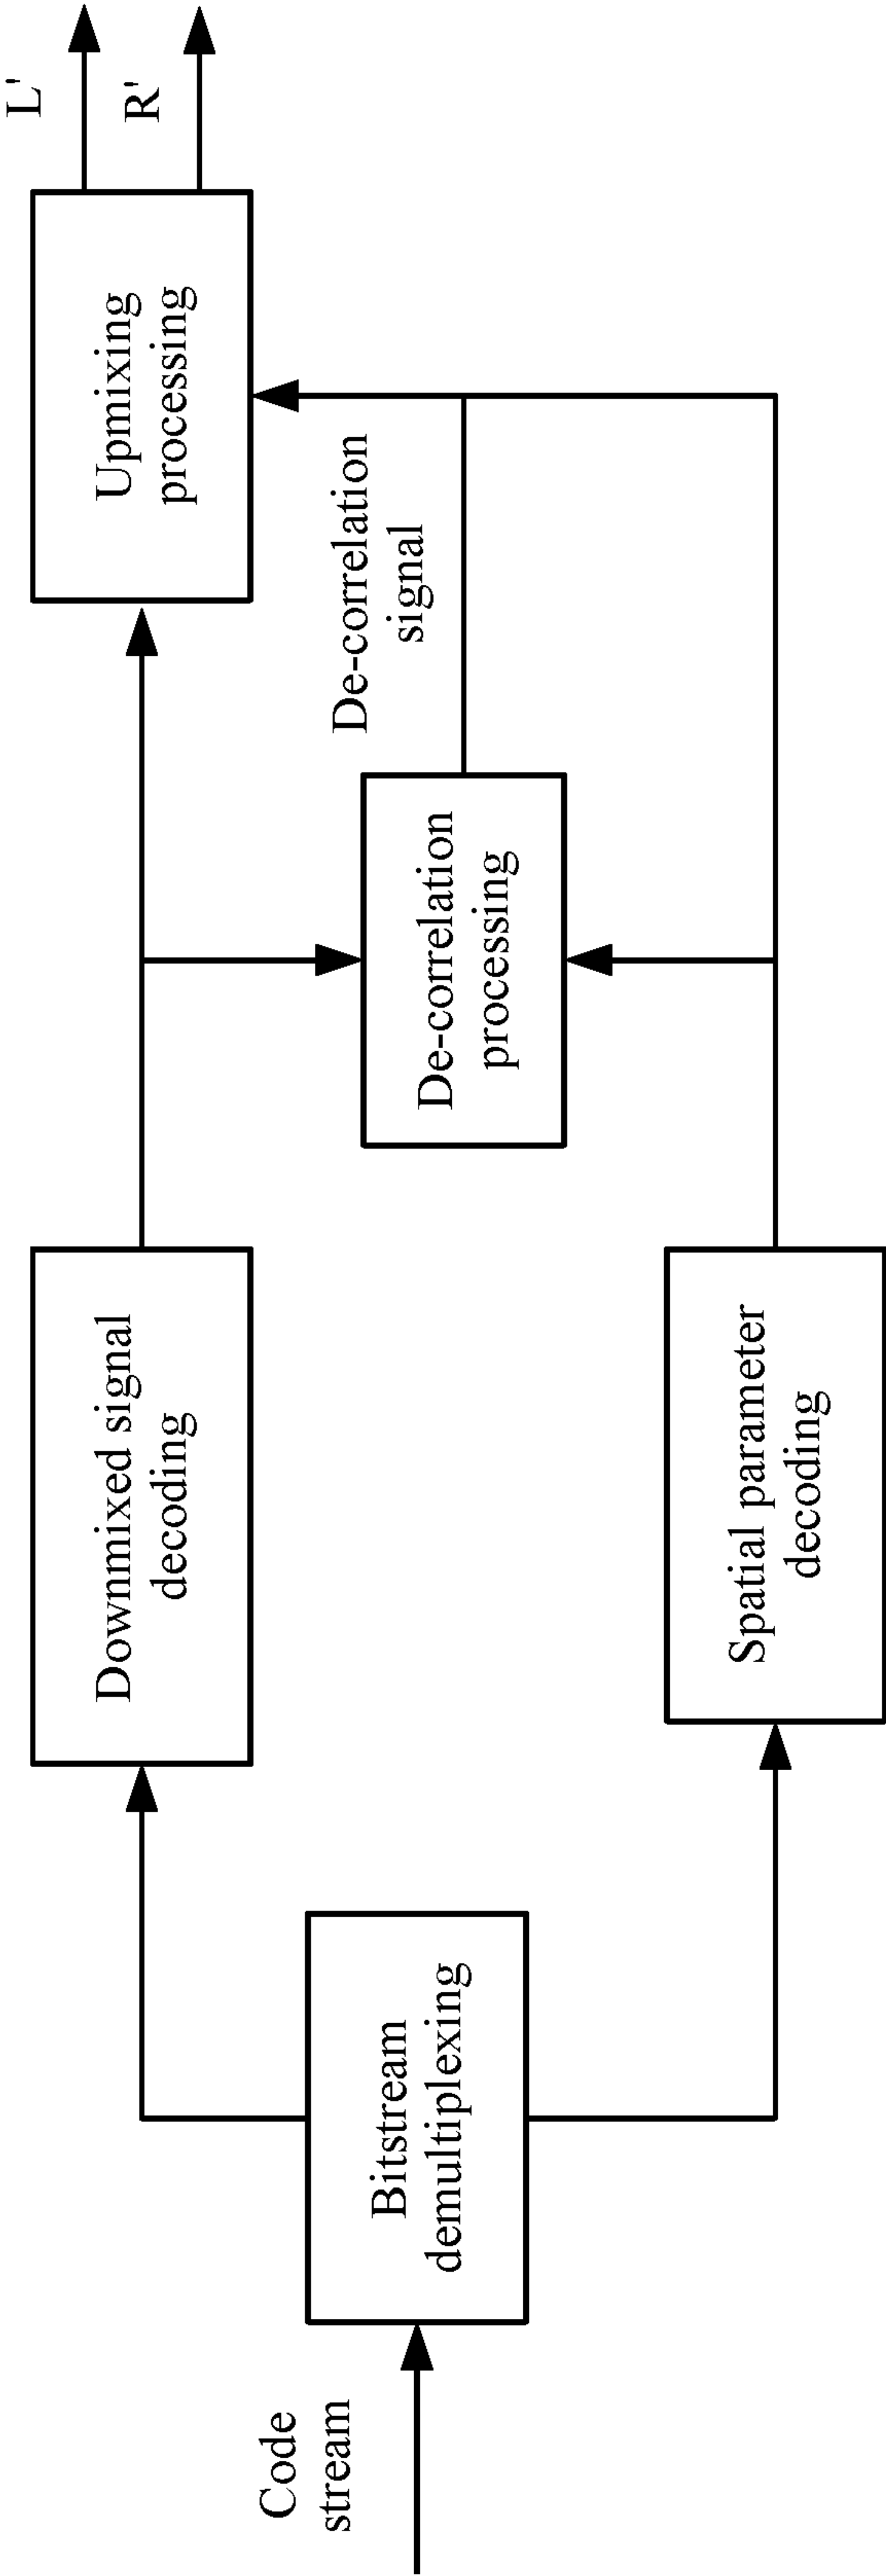 Code
stream
Bitstream
demultiplexing
Downmixed signal
decoding
Spatial parameter
decoding
De-correlation
processing
De-correlation
signal
Upmixing
processing
L'
R'